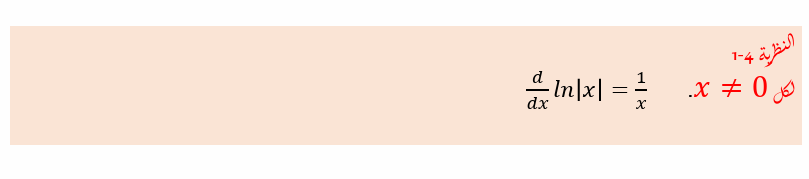 النظرية 4-1
لكل x ≠ 0. d/dx ln|x| = 1/x